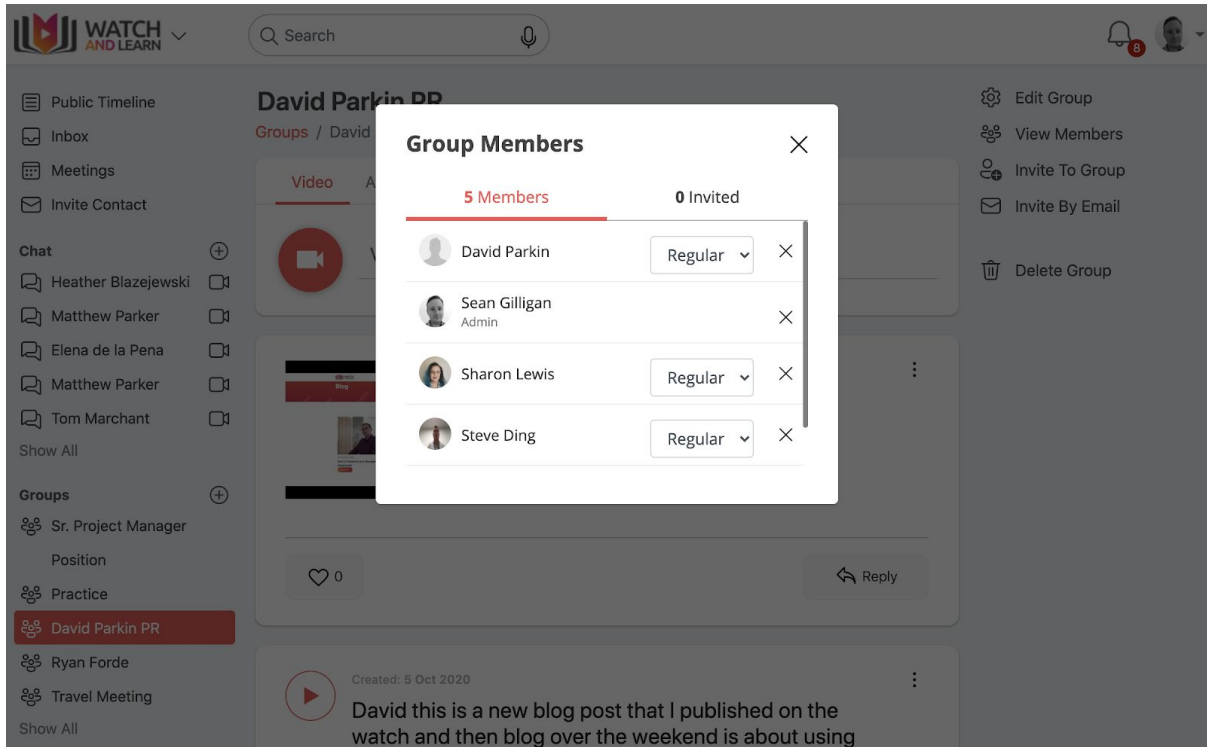 WATCH
AND LEARN
Search
8
Public Timeline
Inbox
Meetings
Invite Contact
Chat
Heather Blazejewski
Matthew Parker
Elena de la Pena
Matthew Parker
Tom Marchant
Show All
Groups
Sr. Project Manager
Position
Practice
David Parkin PR
Ryan Forde
Travel Meeting
Show All
David Parkin PR
Groups / David
Video A
Group Members
5 Members 0 Invited
David Parkin Regular
Sean Gilligan
Admin
Sharon Lewis Regular
Steve Ding Regular
Blog
0 Reply
Created: 5 Oct 2020
David this is a new blog post that I published on the
watch and then blog over the weekend is about using
Edit Group
View Members
Invite To Group
Invite By Email
Delete Group